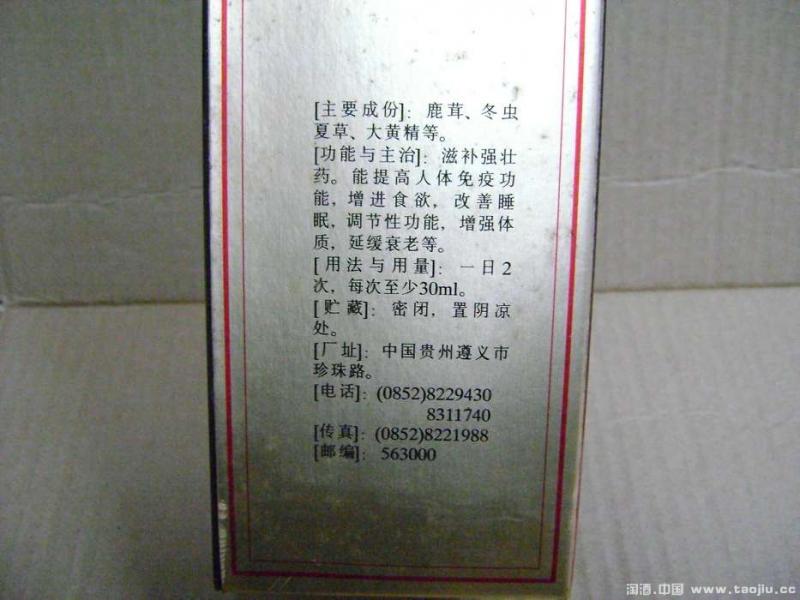 [主要成份]：鹿茸、冬虫
夏草、大黄精等。
[功能与主治]：滋补强壮
药。能提高人体免疫功
能，增进食欲，改善睡
眠，调节性功能，增强体
质，延缓衰老等。
[用法与用量]：一日2
次，每次至少30ml。
[贮藏]：密闭，置阴凉
处。
[厂址]：中国贵州遵义市
珍珠路。
[电话]：(0852)8229430
8311740
[传真]：(0852)8221988
[邮编]：563000
淘酒.中国 www.taojiu.cc